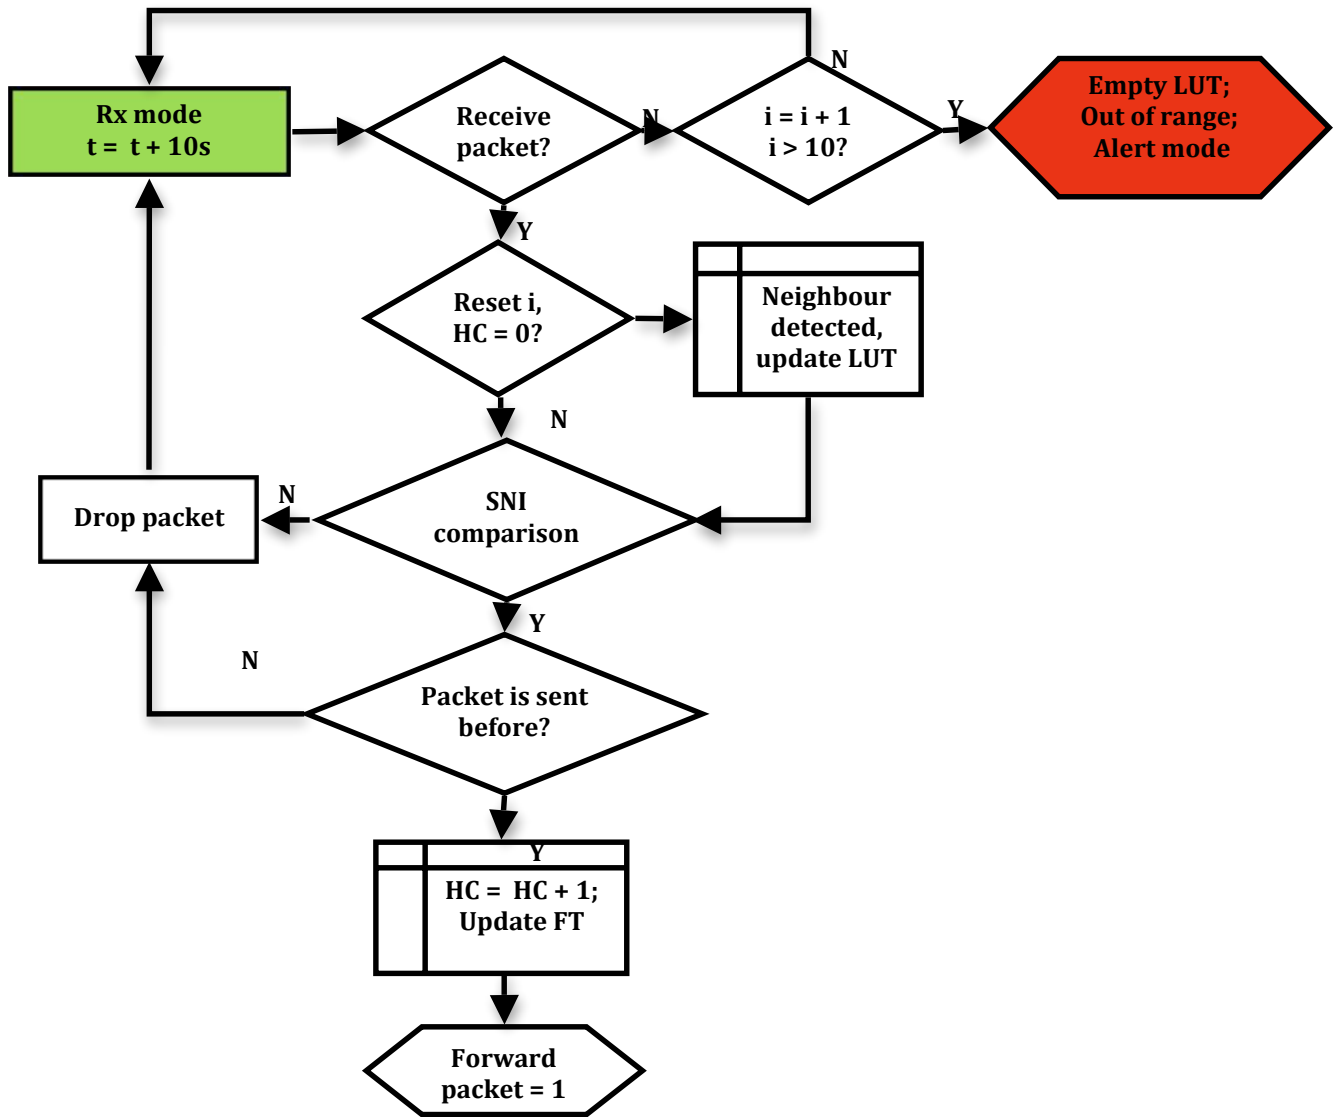 N
Rx mode
t = t + 10s
Receive
packet?
N
i = i + 1
i > 10?
Y
Empty LUT;
Out of range;
Alert mode
Y
Reset i,
HC = 0?
Neighbour
detected,
update LUT
N
SNI
comparison
N
Drop packet
Y
N
Packet is sent
before?
Y
HC = HC + 1;
Update FT
Forward
packet = 1